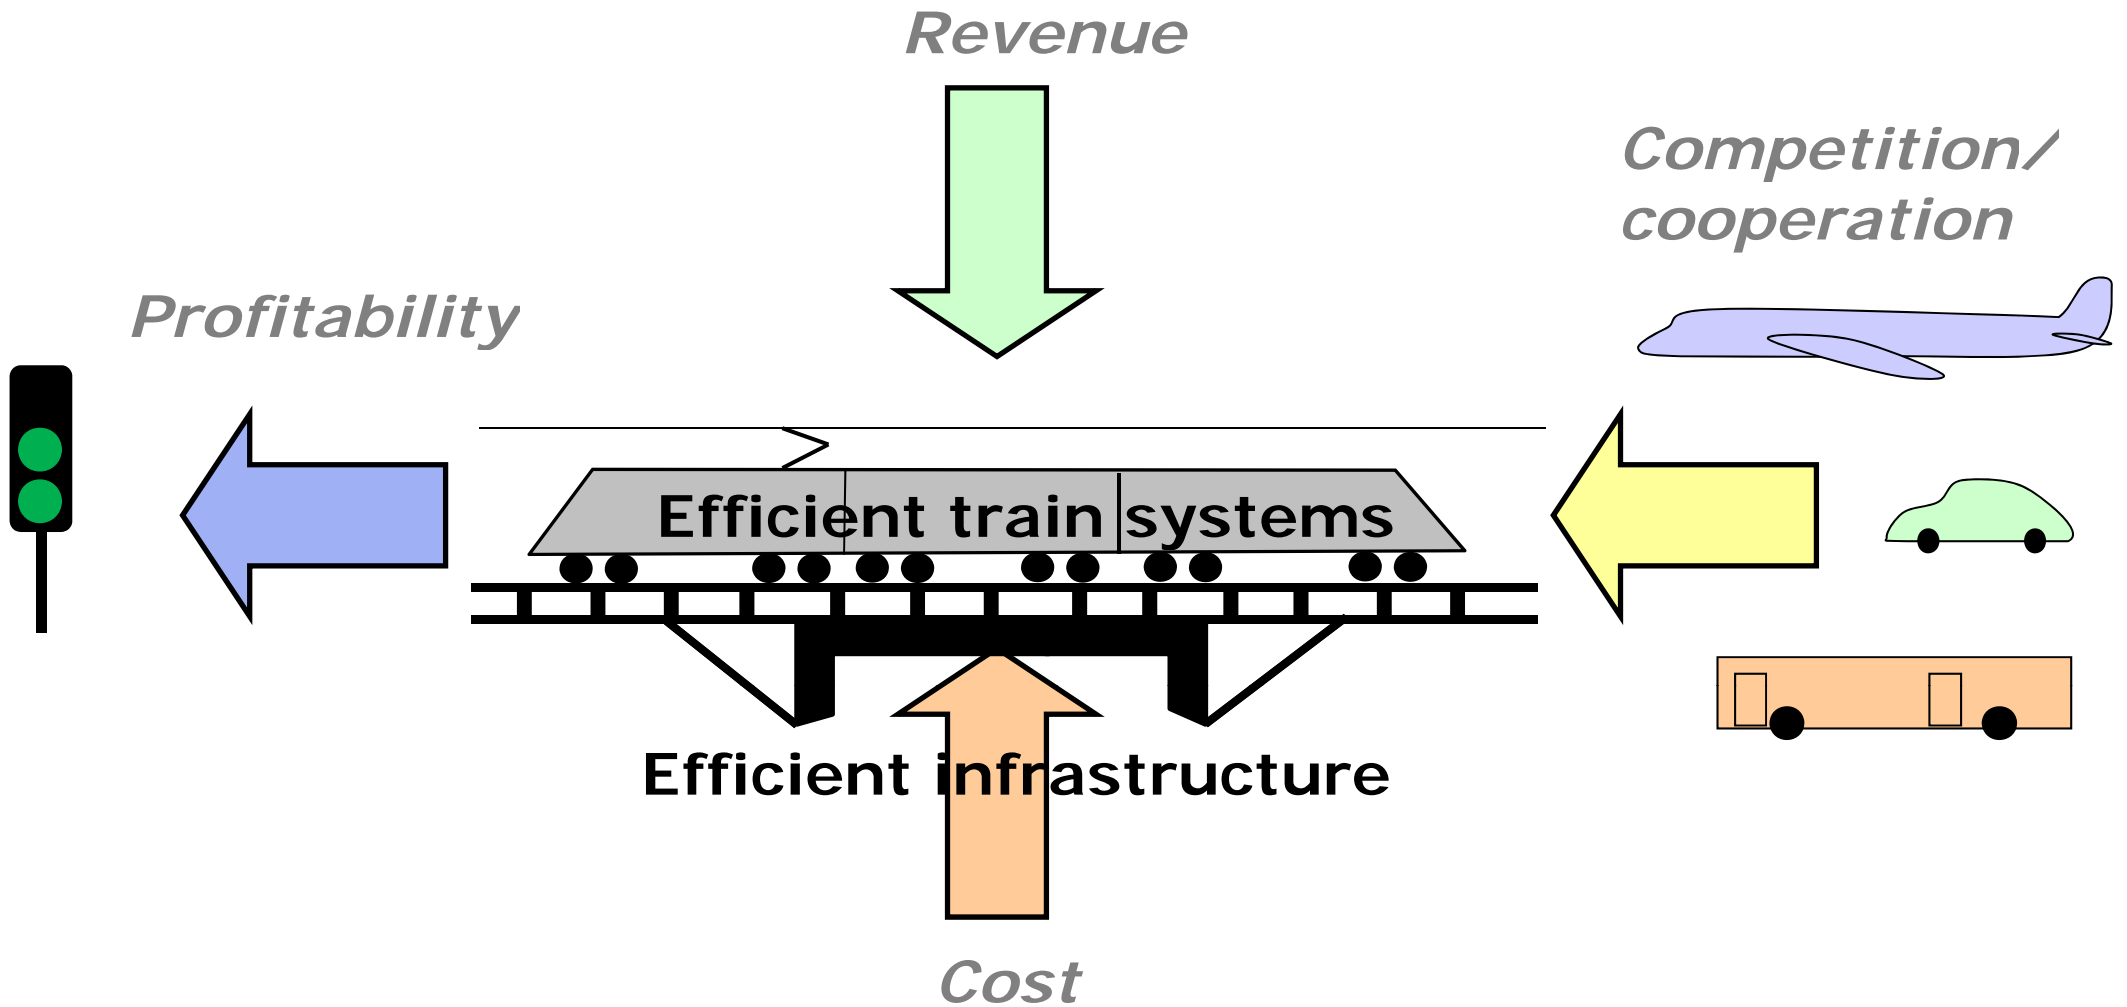 Revenue
Competition/
cooperation
Profitability
Efficient train systems
Efficient infrastructure
Cost